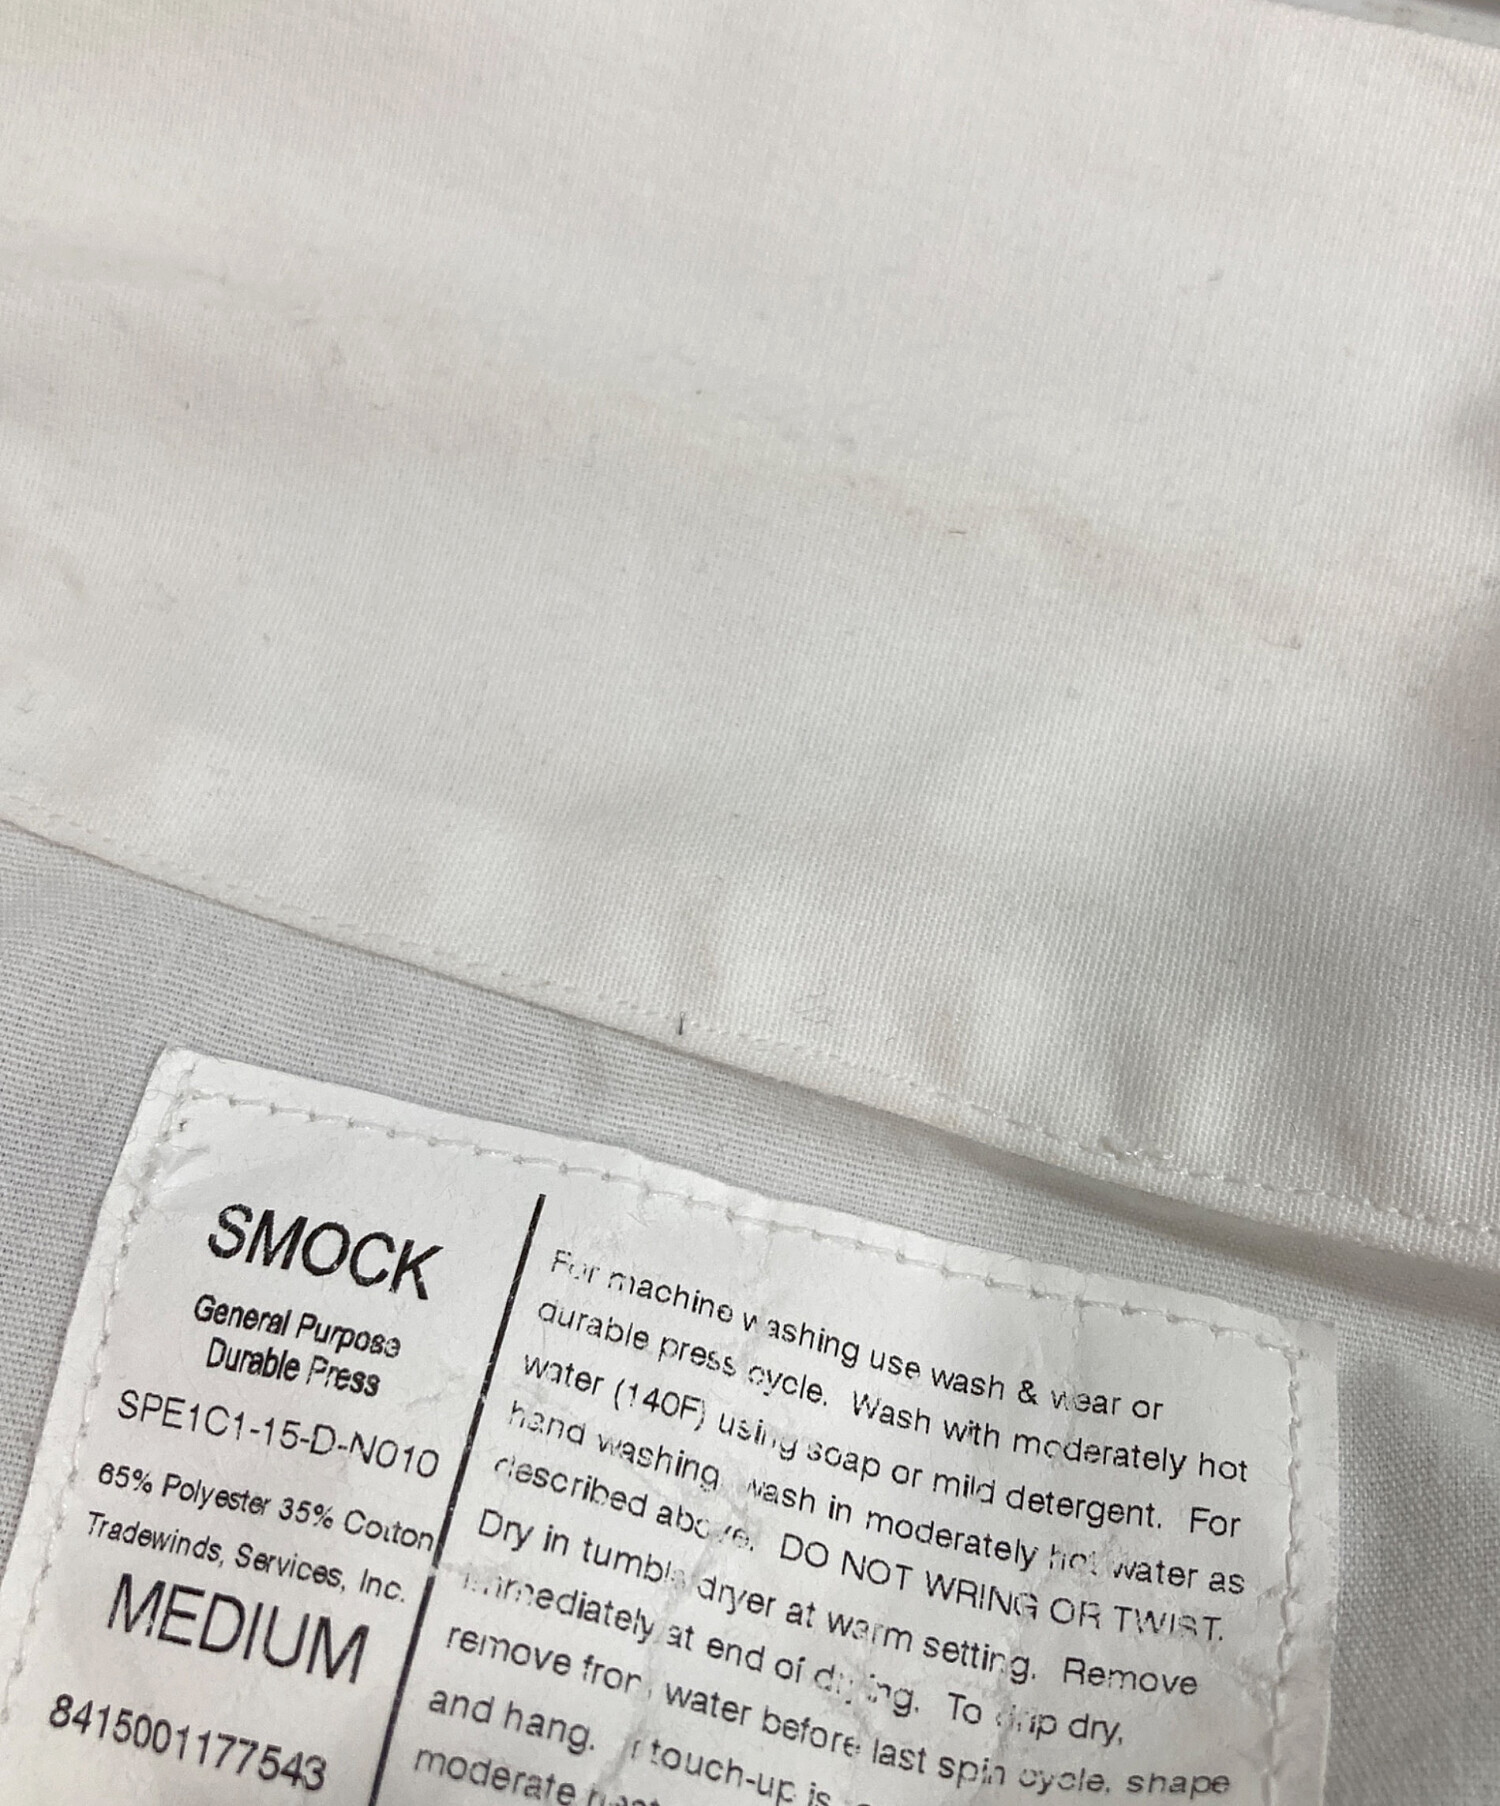 SMOCK
General Purpose
Durable Press
SPE1C1-15-D-N010
65% Polyester 35% Cotton
Tradewinds, Services, Inc.
MEDIUM
8415001177543
For machine washing use wash & wear or
durable press cycle. Wash with moderately hot
water (140F) using soap or mild detergent. For
hand washing wash in moderately hot water as
described above. DO NOT WRING OR TWIST.
Dry in tumble dryer at warm setting. Remove
immediately at end of drying. To drip dry,
remove from water before last spin cycle, shape
and hang. touch-up is
moderate